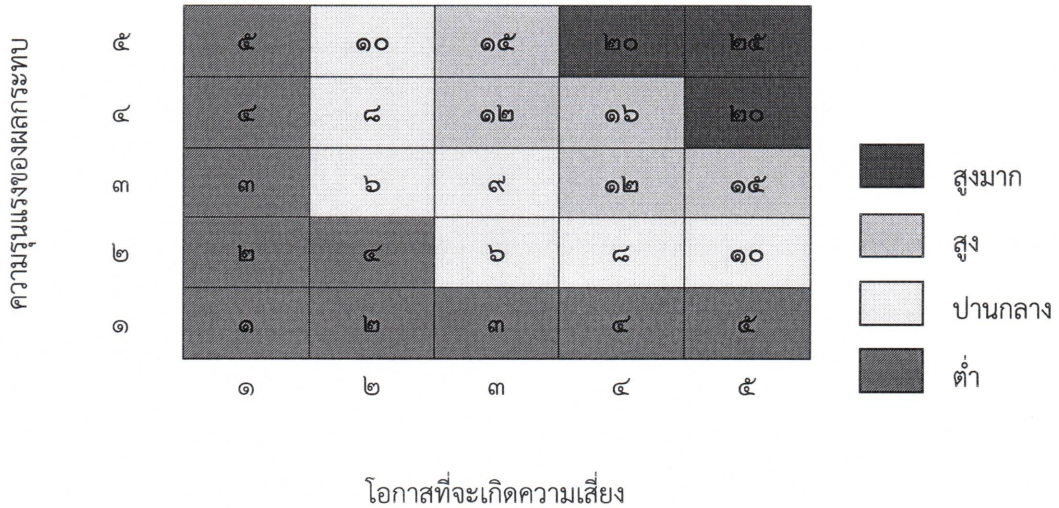 ความรุนแรงของผลกระทบ
๕ ๕ ๑๐ ๑๕ ๒๐ ๒๕
๔ ๔ ๘ ๑๒ ๑๖ ๒๐
๓ ๓ ๖ ๙ ๑๒ ๑๕
๒ ๒ ๔ ๖ ๘ ๑๐
๑ ๑ ๒ ๓ ๔ ๕
๑ ๒ ๓ ๔ ๕
สูงมาก
สูง
ปานกลาง
ต่ำ
โอกาสที่จะเกิดความเสี่ยง